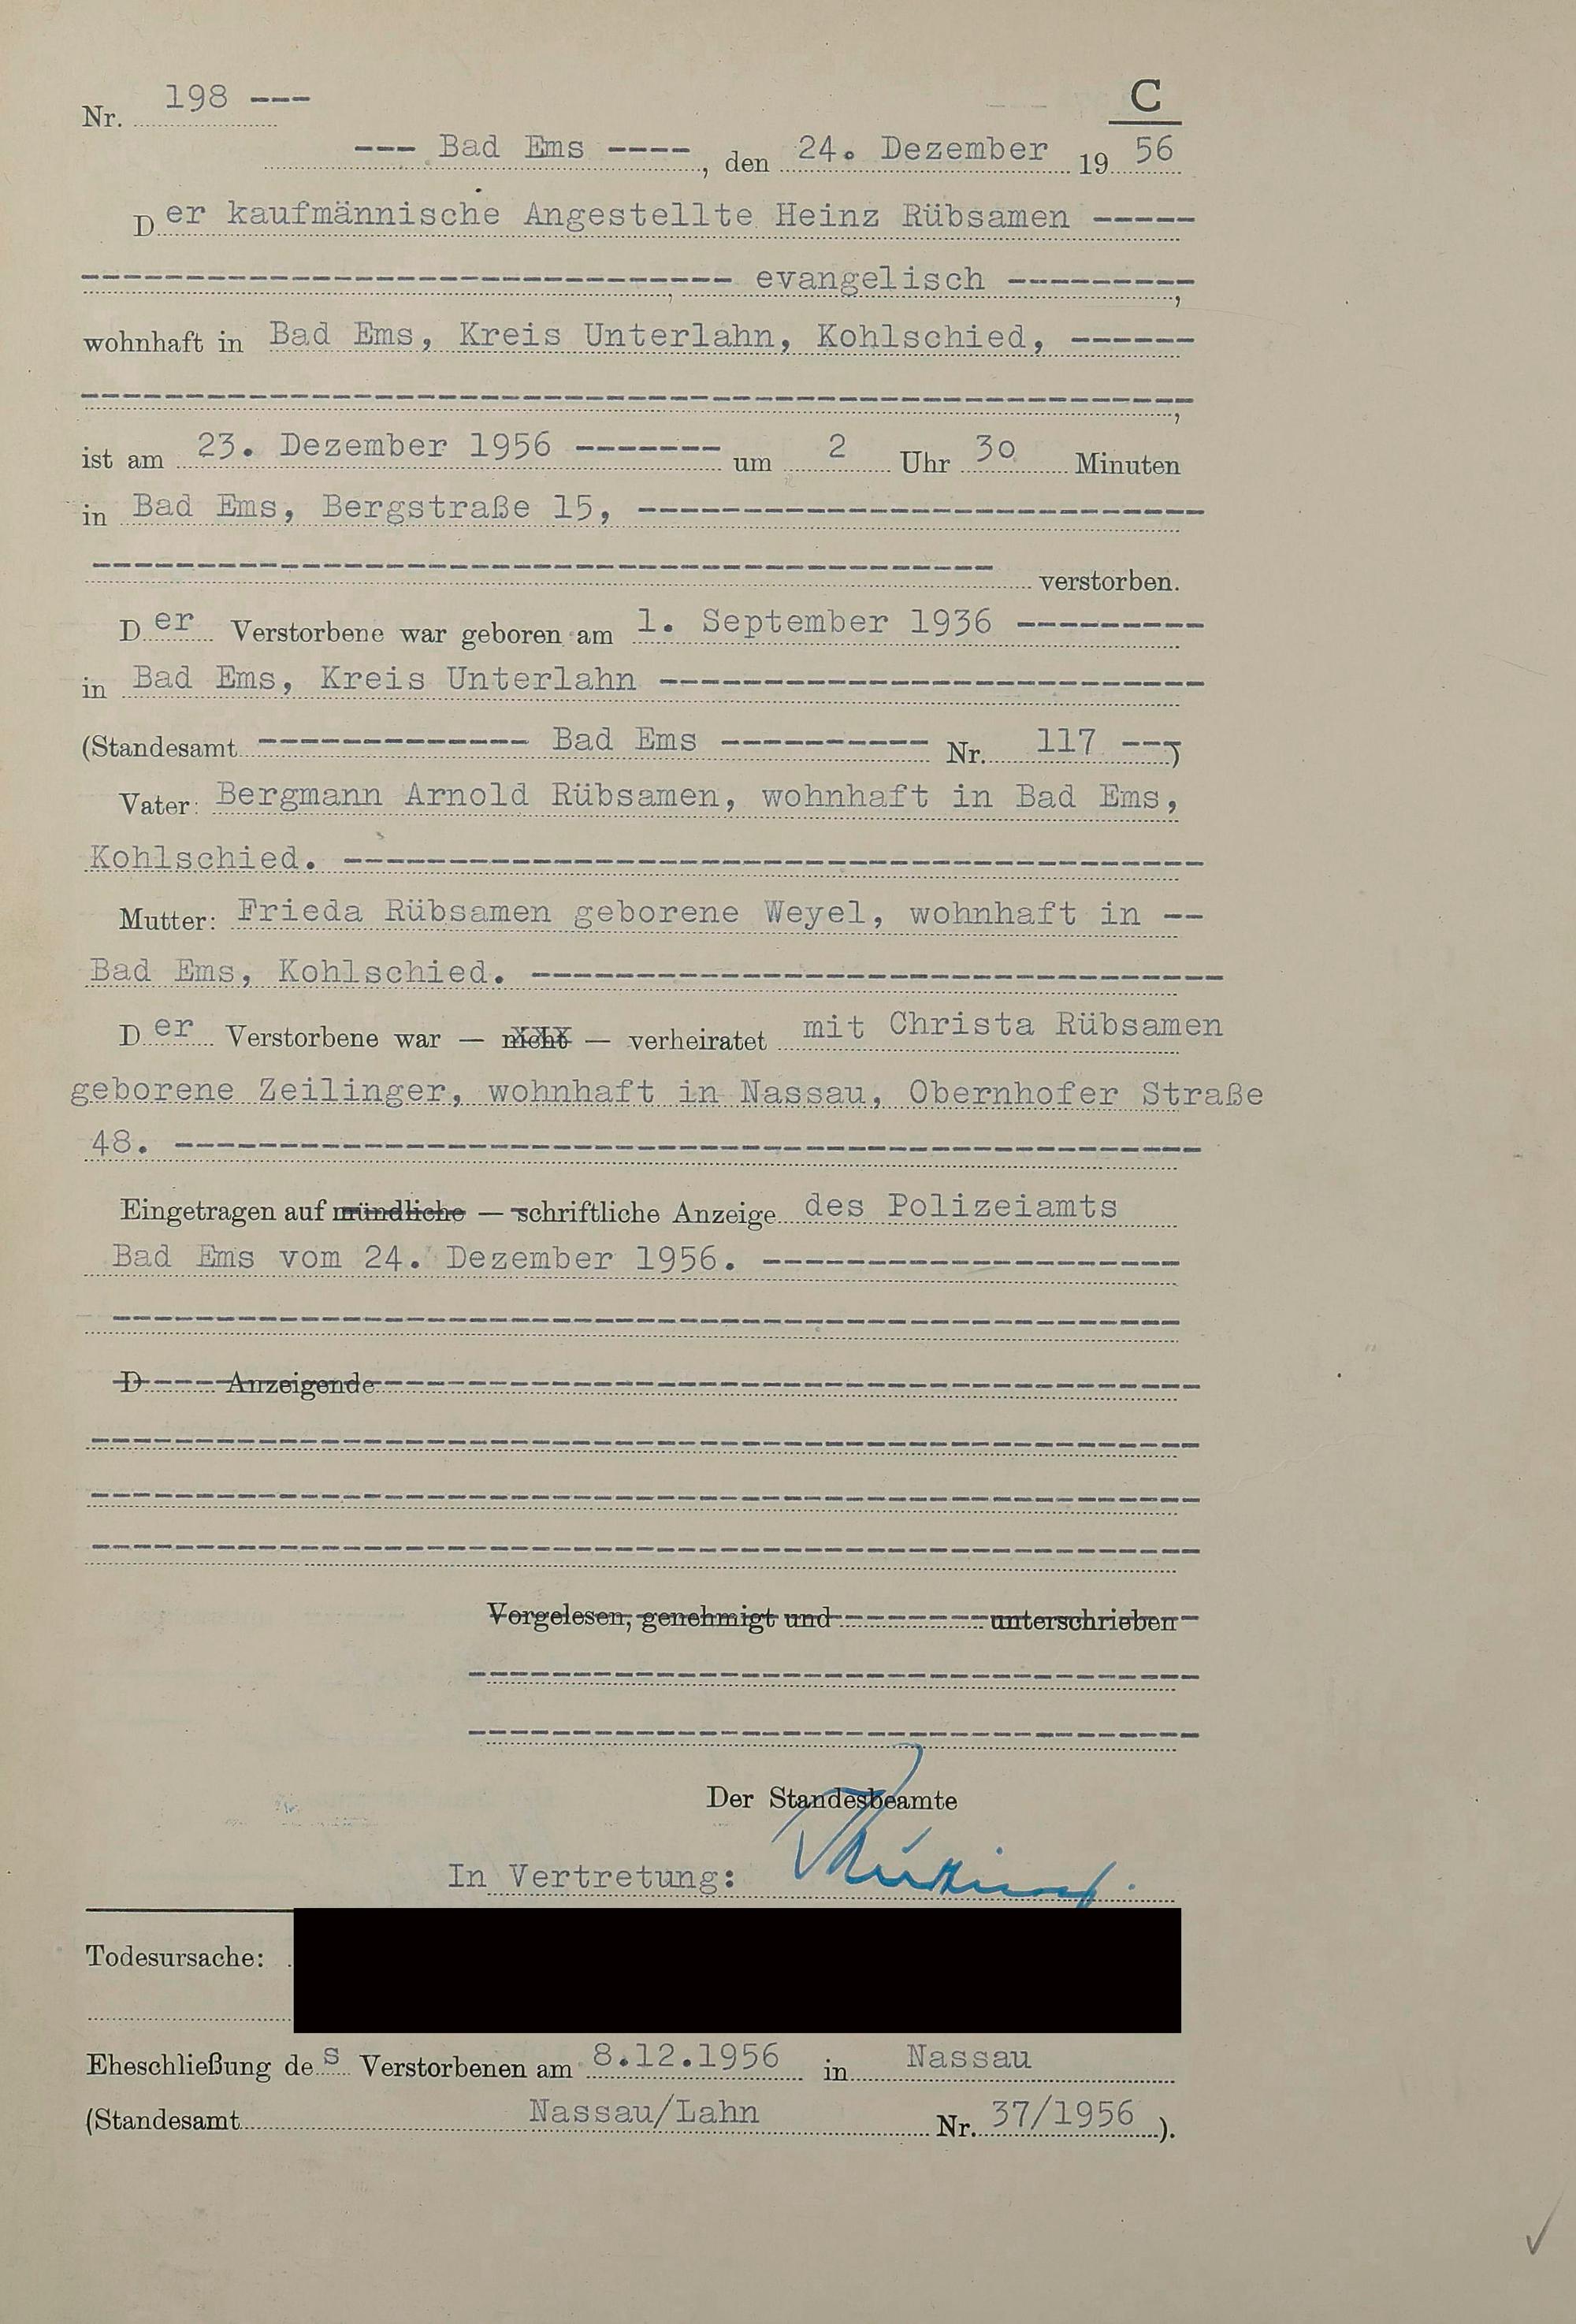 C
Nr. 198 ---
--- Bad Ems ----, den 24. Dezember 1956
Der kaufmännische Angestellte Heinz Rübsamen -----
------------------------------- evangelisch ---------,
wohnhaft in Bad Ems, Kreis Unterlahn, Kohlschied, ------
-----------------------------------------------------,
ist am 23. Dezember 1956 ------- um 2 Uhr 30 Minuten
in Bad Ems, Bergstraße 15, ---------------------------
------------------------------------------- verstorben.
Der Verstorbene war geboren am 1. September 1936 ---------
in Bad Ems, Kreis Unterlahn --------------------------
(Standesamt ------------- Bad Ems ---------- Nr. 117 ---)
Vater: Bergmann Arnold Rübsamen, wohnhaft in Bad Ems,
Kohlschied. -----------------------------------------
Mutter: Frieda Rübsamen geborene Weyel, wohnhaft in --
Bad Ems, Kohlschied. ---------------------------------
Der Verstorbene war — nicht — verheiratet mit Christa Rübsamen
geborene Zeilinger, wohnhaft in Nassau, Obernhofer Straße
48. -------------------------------------------------
Eingetragen auf mündliche — schriftliche Anzeige des Polizeiamts
Bad Ems vom 24. Dezember 1956. --------------------
---------------------------------------------------
D----- Anzeigende ---------------------------------------
-----------------------------------------------------
-----------------------------------------------------
-----------------------------------------------------
Vorgelesen, genehmigt und ------- unterschrieben
-----------------------------------
-----------------------------------
Der Standesbeamte
In Vertretung:
Todesursache:
Eheschließung des Verstorbenen am 8.12.1956 in Nassau
(Standesamt Nassau/Lahn Nr. 37/1956 ).